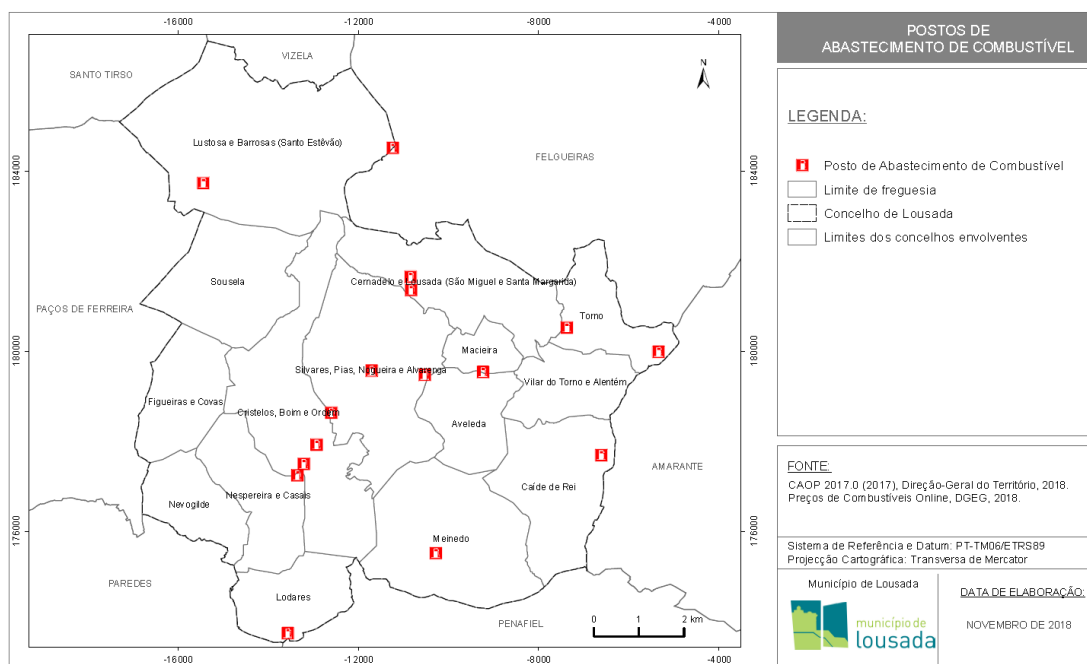 -16000
-12000
-8000
-4000
POSTOS DE
ABASTECIMENTO DE COMBUSTÍVEL
VIZELA
SANTO TIRSO
N
LEGENDA:
Lustosa e Barrosas (Santo Estêvão)
FELGUEIRAS
184000
184000
Posto de Abastecimento de Combustível
Limite de freguesia
Concelho de Lousada
Limites dos concelhos envolventes
Sousela
Cernadelo e Lousada (São Miguel e Santa Margarida)
PAÇOS DE FERREIRA
Torno
180000
180000
Macieira
Silvares, Pias, Nogueira e Alvarenga
Vilar do Torno e Alentém
Figueiras e Covas
Cristelos, Boim e Ordem
Aveleda
AMARANTE
Caíde de Rei
Nespereira e Casais
Nevogilde
FONTE:
CAOP 2017.0 (2017), Direção-Geral do Território, 2018.
Preços de Combustíveis Online, DGEG, 2018.
176000
176000
Meinedo
Sistema de Referência e Datum: PT-TM06/ETRS89
Projecção Cartográfica: Transversa de Mercator
PAREDES
Lodares
PENAFIEL
0 1 2 km
Município de Lousada
município de
lousada
DATA DE ELABORAÇÃO:
NOVEMBRO DE 2018
-16000
-12000
-8000
-4000